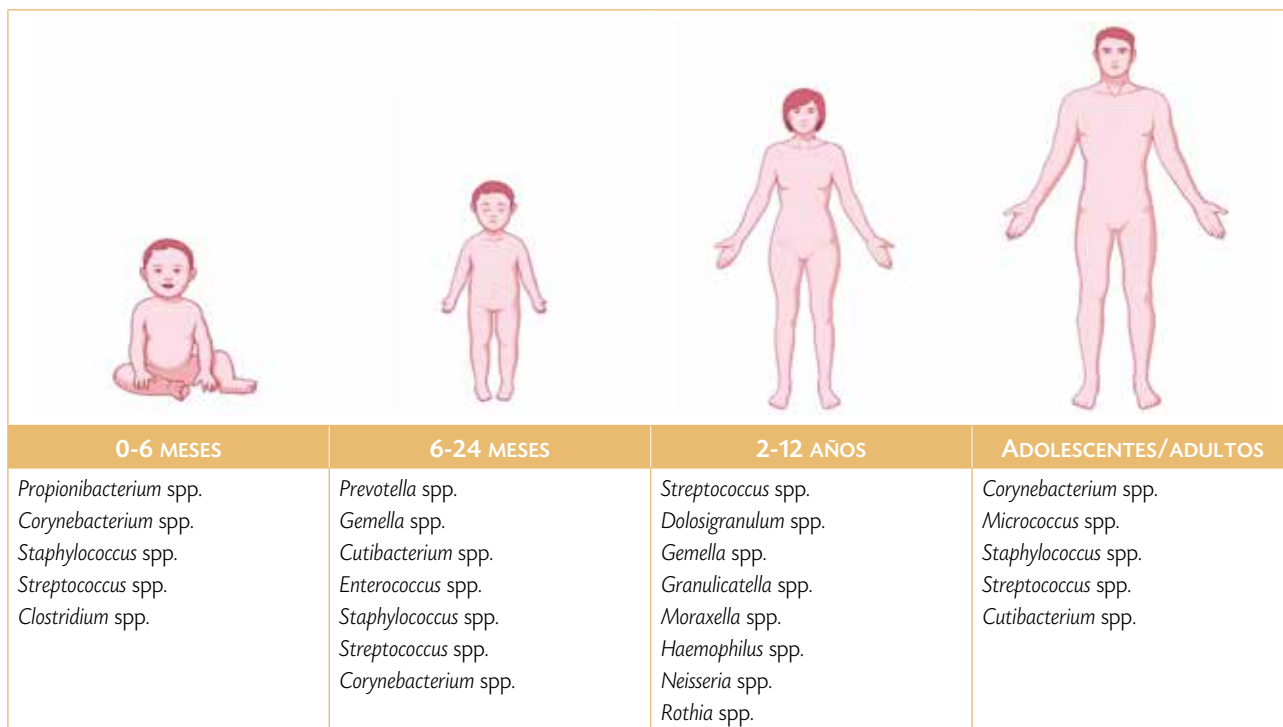 0-6 MESES
Propionibacterium spp.
Corynebacterium spp.
Staphylococcus spp.
Streptococcus spp.
Clostridium spp.
6-24 MESES
Prevotella spp.
Gemella spp.
Cutibacterium spp.
Enterococcus spp.
Staphylococcus spp.
Streptococcus spp.
Corynebacterium spp.
2-12 AÑOS
Streptococcus spp.
Dolosigranulum spp.
Gemella spp.
Granulicatella spp.
Moraxella spp.
Haemophilus spp.
Neisseria spp.
Rothia spp.
ADOLESCENTES/ADULTOS
Corynebacterium spp.
Micrococcus spp.
Staphylococcus spp.
Streptococcus spp.
Cutibacterium spp.